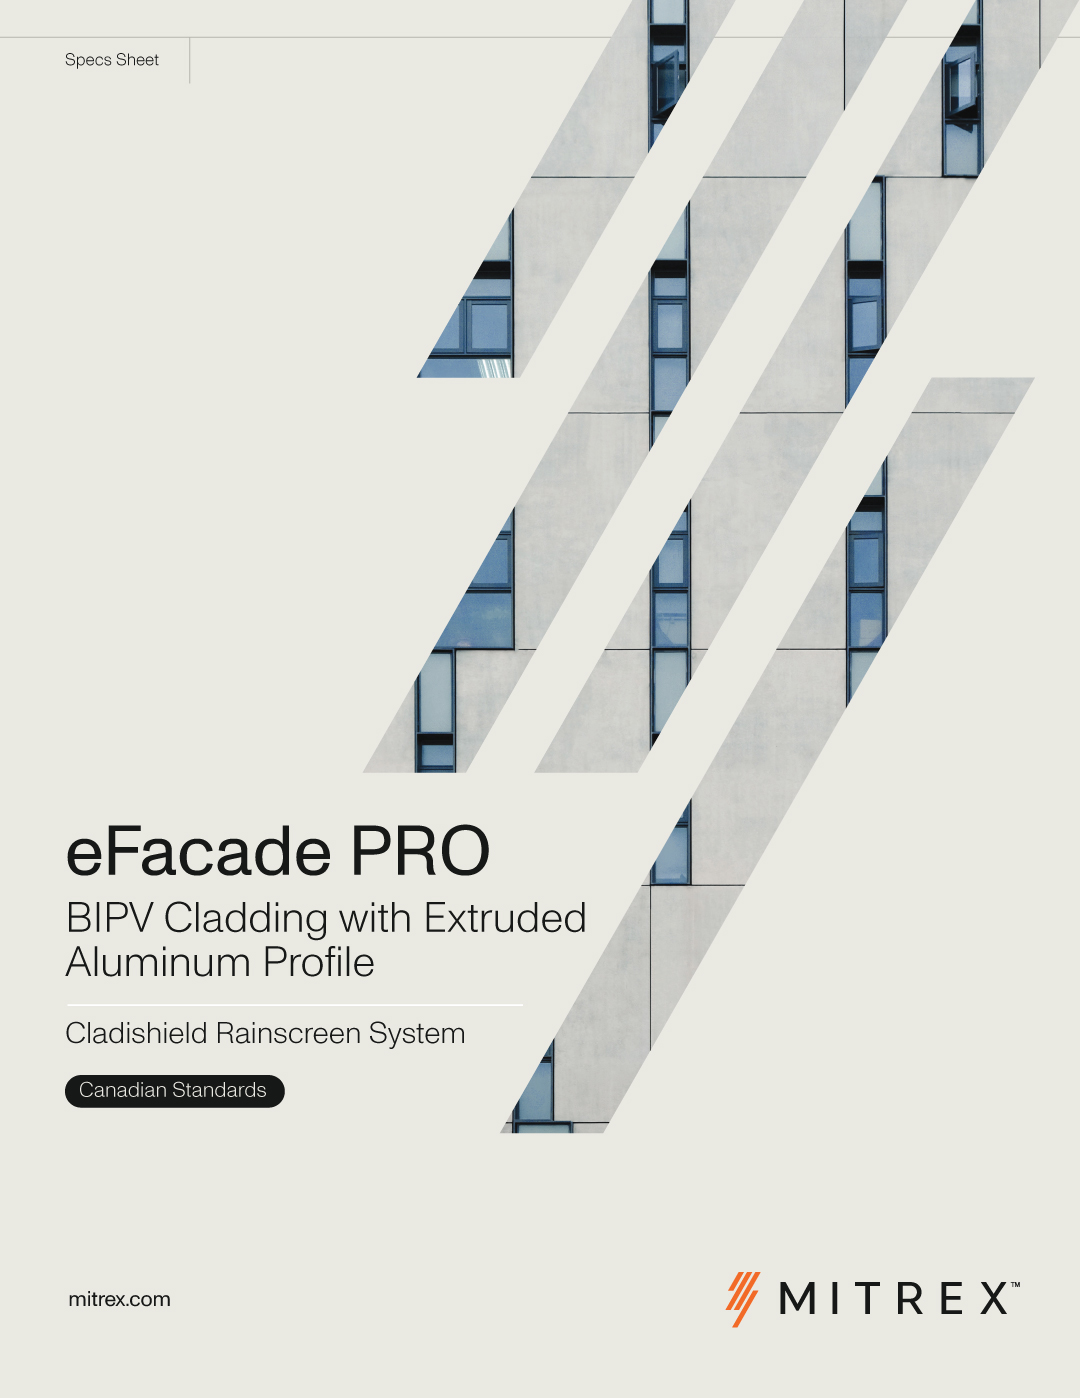 Specs Sheet
eFacade PRO
BIPV Cladding with Extruded
Aluminum Profile
Cladishield Rainscreen System
Canadian Standards
mitrex.com
MITREX™